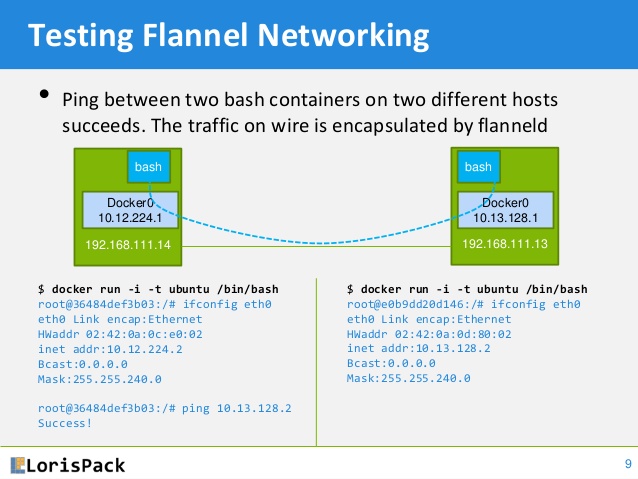 Testing Flannel Networking
• Ping between two bash containers on two different hosts
succeeds. The traffic on wire is encapsulated by flanneld
bash
Docker0
10.12.224.1
192.168.111.14
bash
Docker0
10.13.128.1
192.168.111.13
$ docker run -i -t ubuntu /bin/bash
root@36484def3b03:/# ifconfig eth0
eth0 Link encap:Ethernet
HWaddr 02:42:0a:0c:e0:02
inet addr:10.12.224.2
Bcast:0.0.0.0
Mask:255.255.240.0
root@36484def3b03:/# ping 10.13.128.2
Success!
$ docker run -i -t ubuntu /bin/bash
root@e0b9dd20d146:/# ifconfig eth0
eth0 Link encap:Ethernet
HWaddr 02:42:0a:0d:80:02
inet addr:10.13.128.2
Bcast:0.0.0.0
Mask:255.255.240.0
LorisPack
9